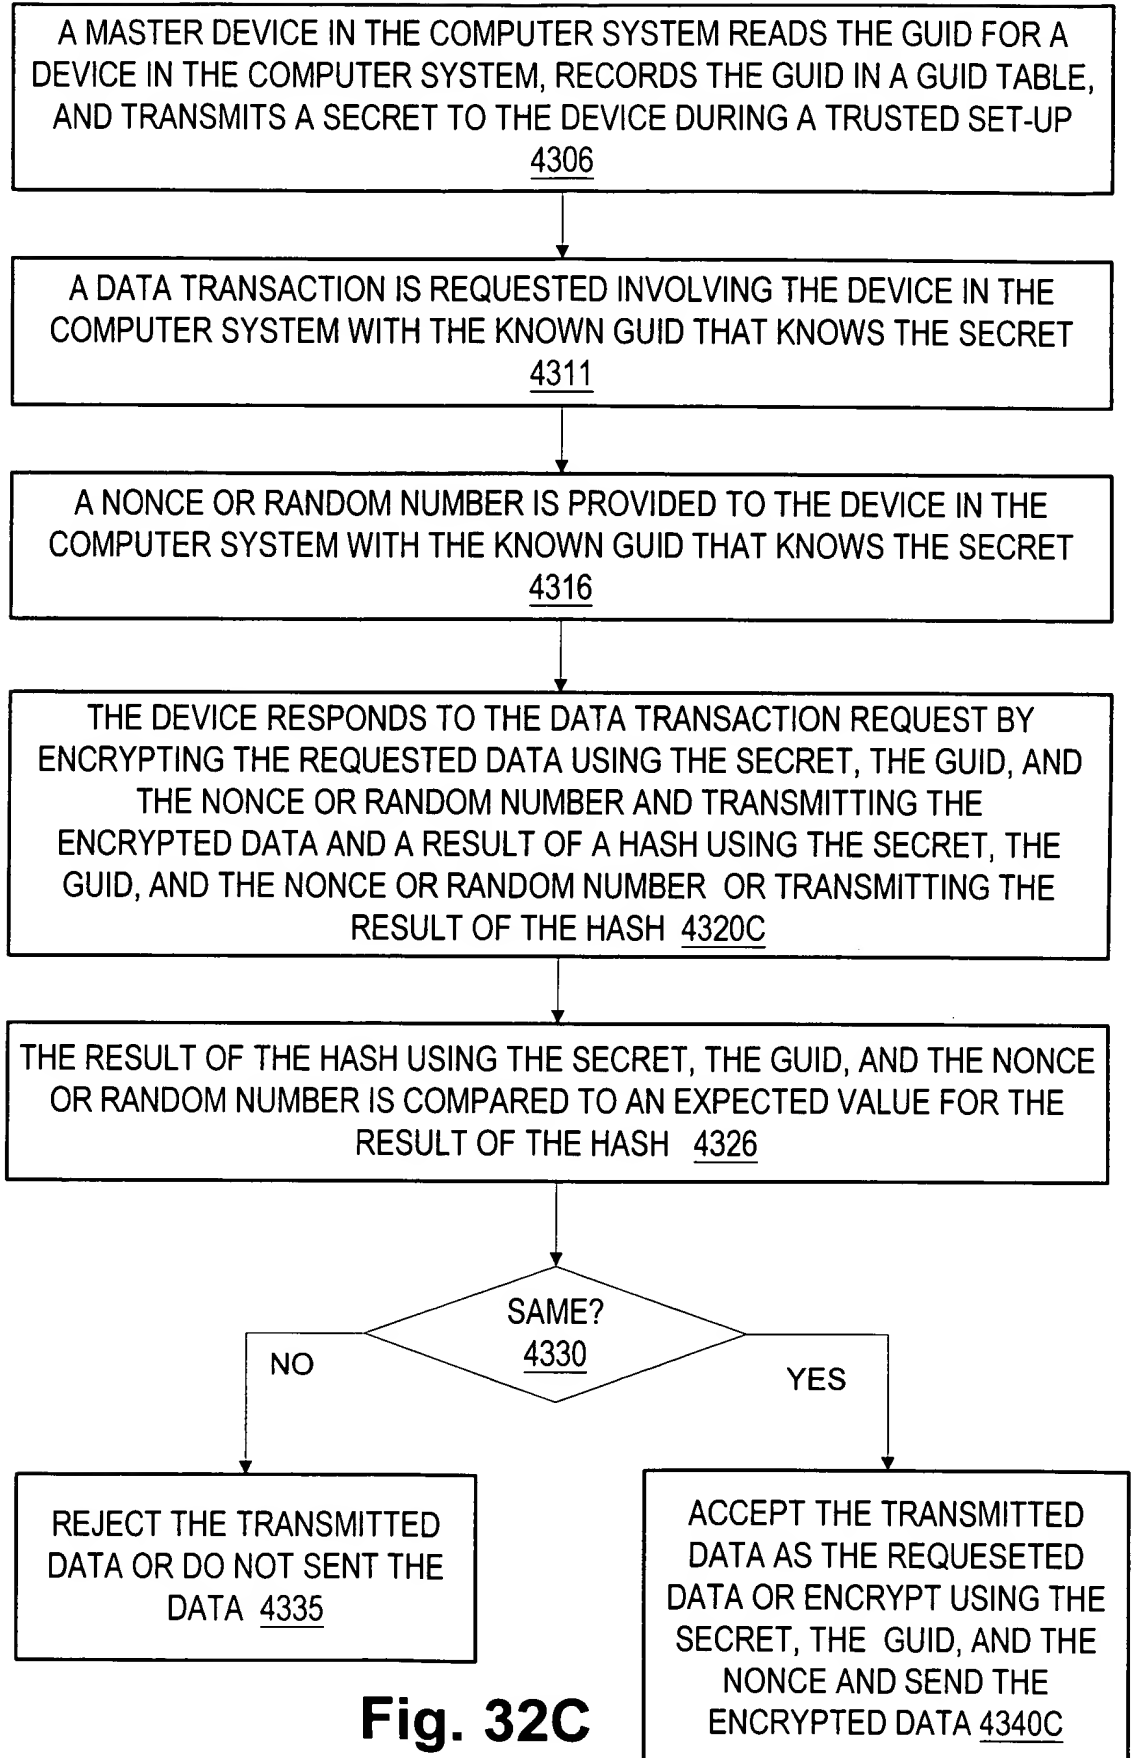 A MASTER DEVICE IN THE COMPUTER SYSTEM READS THE GUID FOR A
DEVICE IN THE COMPUTER SYSTEM, RECORDS THE GUID IN A GUID TABLE,
AND TRANSMITS A SECRET TO THE DEVICE DURING A TRUSTED SET-UP
4306
A DATA TRANSACTION IS REQUESTED INVOLVING THE DEVICE IN THE
COMPUTER SYSTEM WITH THE KNOWN GUID THAT KNOWS THE SECRET
4311
A NONCE OR RANDOM NUMBER IS PROVIDED TO THE DEVICE IN THE
COMPUTER SYSTEM WITH THE KNOWN GUID THAT KNOWS THE SECRET
4316
THE DEVICE RESPONDS TO THE DATA TRANSACTION REQUEST BY
ENCRYPTING THE REQUESTED DATA USING THE SECRET, THE GUID, AND
THE NONCE OR RANDOM NUMBER AND TRANSMITTING THE
ENCRYPTED DATA AND A RESULT OF A HASH USING THE SECRET, THE
GUID, AND THE NONCE OR RANDOM NUMBER OR TRANSMITTING THE
RESULT OF THE HASH 4320C
THE RESULT OF THE HASH USING THE SECRET, THE GUID, AND THE NONCE
OR RANDOM NUMBER IS COMPARED TO AN EXPECTED VALUE FOR THE
RESULT OF THE HASH 4326
SAME?
4330
NO
YES
REJECT THE TRANSMITTED
DATA OR DO NOT SENT THE
DATA 4335
ACCEPT THE TRANSMITTED
DATA AS THE REQUESETED
DATA OR ENCRYPT USING THE
SECRET, THE GUID, AND THE
NONCE AND SEND THE
ENCRYPTED DATA 4340C
Fig. 32C